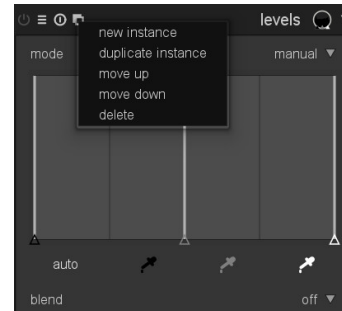 levels
new instance
duplicate instance
move up
move down
delete
mode
manual
auto
blend
off